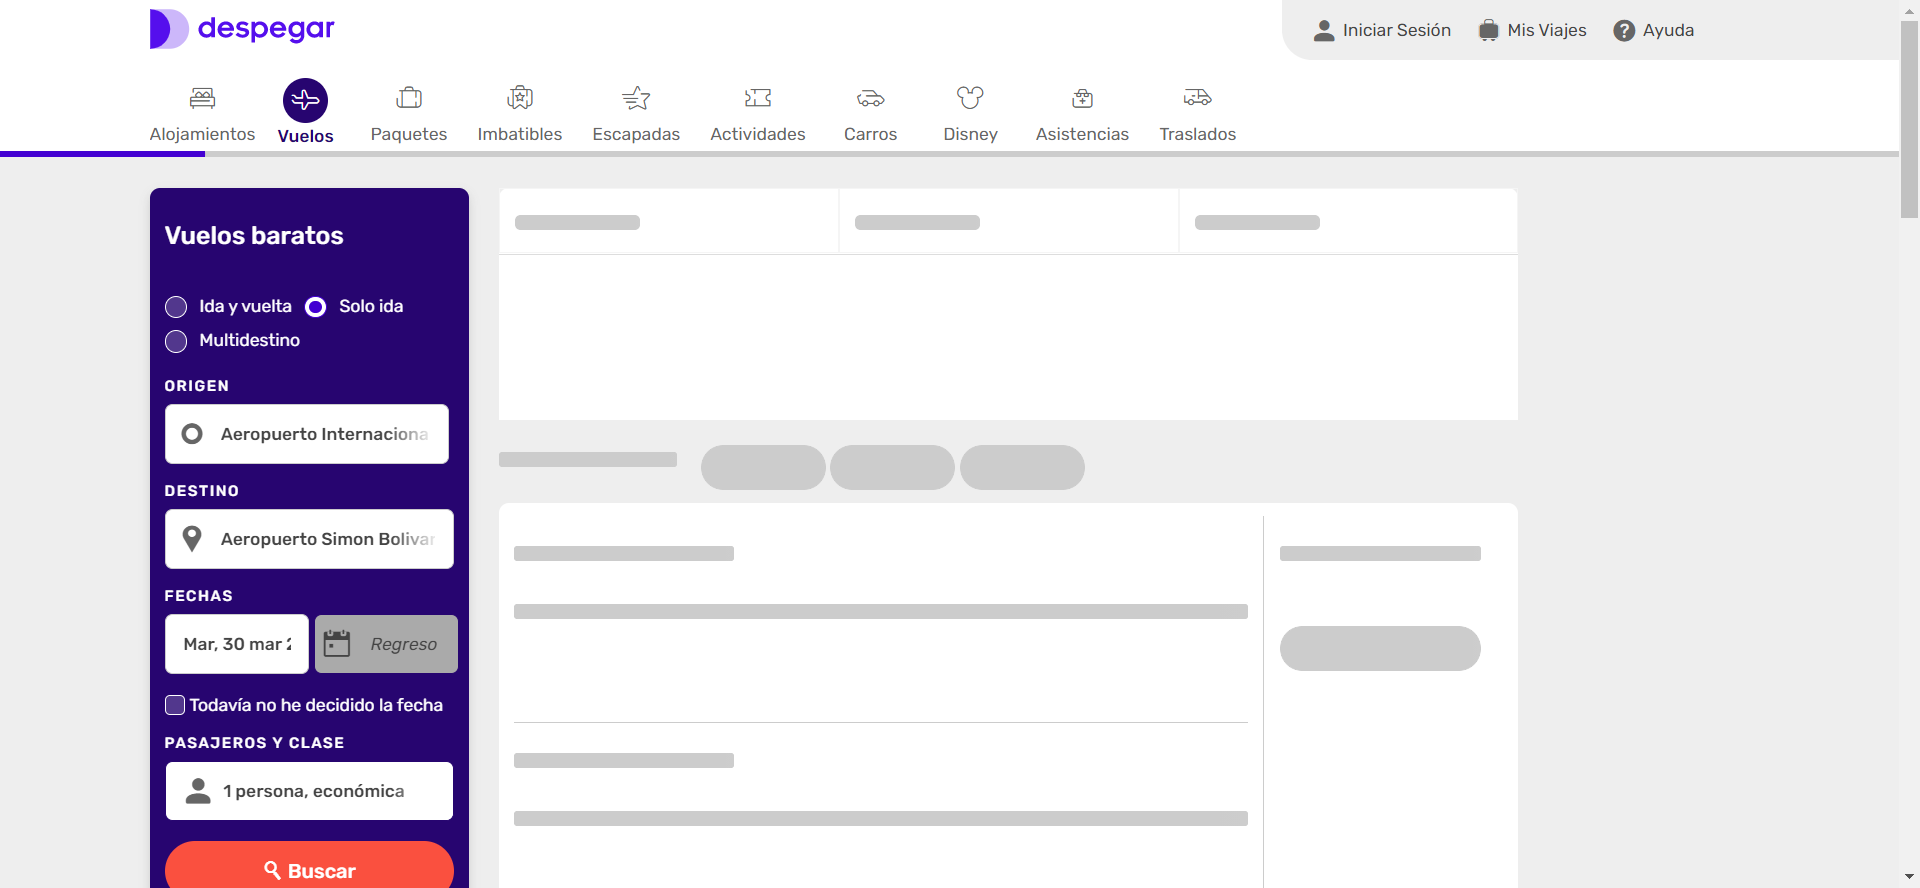 despegar
Iniciar Sesión
Mis Viajes
Ayuda
Alojamientos
Vuelos
Paquetes
Imbatibles
Escapadas
Actividades
Carros
Disney
Asistencias
Traslados
Vuelos baratos
Ida y vuelta
Solo ida
Multidestino
ORIGEN
Aeropuerto Internaciona
DESTINO
Aeropuerto Simon Bolivar
FECHAS
Mar, 30 mar 2
Regreso
Todavía no he decidido la fecha
PASAJEROS Y CLASE
1 persona, económica
Buscar